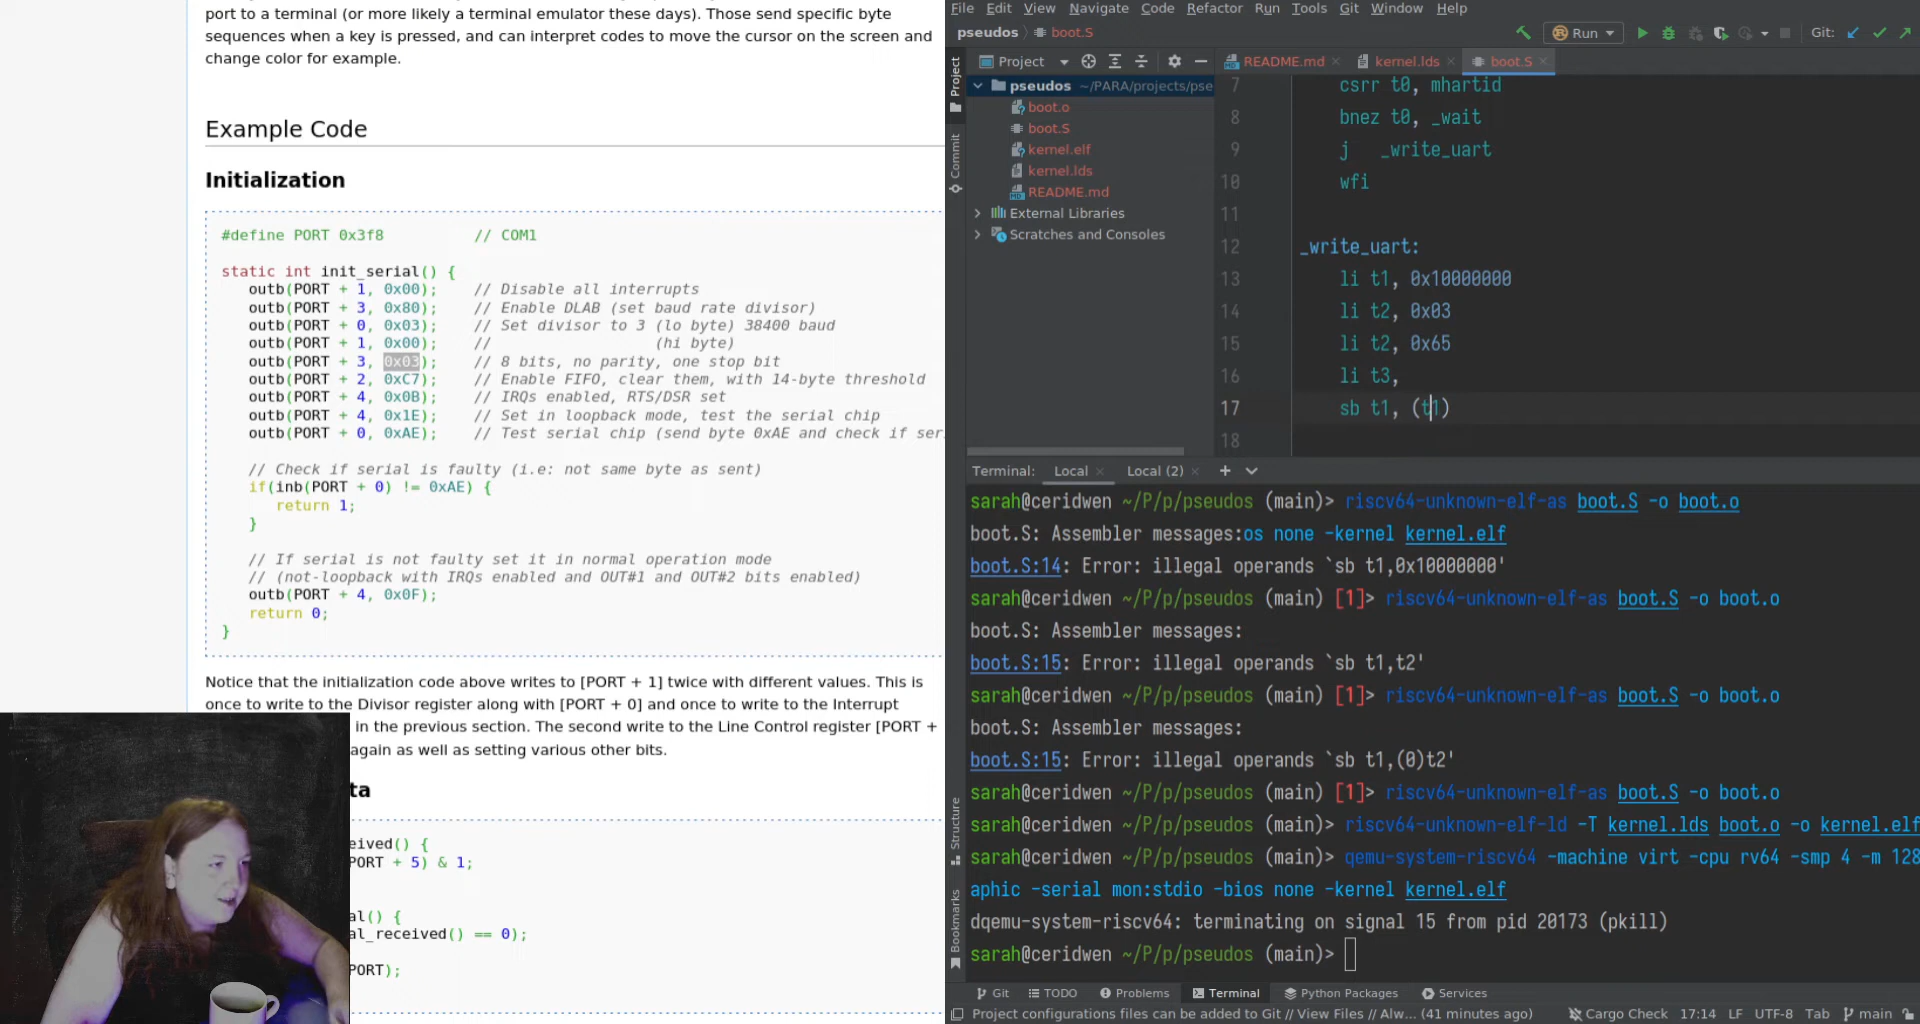 port to a terminal (or more likely a terminal emulator these days). Those send specific byte
sequences when a key is pressed, and can interpret codes to move the cursor on the screen and
change color for example.
Example Code
Initialization
#define PORT 0x3f8 // COM1
static int init_serial() {
outb(PORT + 1, 0x00); // Disable all interrupts
outb(PORT + 3, 0x80); // Enable DLAB (set baud rate divisor)
outb(PORT + 0, 0x03); // Set divisor to 3 (lo byte) 38400 baud
outb(PORT + 1, 0x00); // (hi byte)
outb(PORT + 3, 0x03); // 8 bits, no parity, one stop bit
outb(PORT + 2, 0xC7); // Enable FIFO, clear them, with 14-byte threshold
outb(PORT + 4, 0x0B); // IRQs enabled, RTS/DSR set
outb(PORT + 4, 0x1E); // Set in loopback mode, test the serial chip
outb(PORT + 0, 0xAE); // Test serial chip (send byte 0xAE and check if ser
// Check if serial is faulty (i.e: not same byte as sent)
if(inb(PORT + 0) != 0xAE) {
return 1;
}
// If serial is not faulty set it in normal operation mode
// (not-loopback with IRQs enabled and OUT#1 and OUT#2 bits enabled)
outb(PORT + 4, 0x0F);
return 0;
}
Notice that the initialization code above writes to [PORT + 1] twice with different values. This is
once to write to the Divisor register along with [PORT + 0] and once to write to the Interrupt
in the previous section. The second write to the Line Control register [PORT +
again as well as setting various other bits.
ta
eived() {
PORT + 5) & 1;
al() {
al_received() == 0);
PORT);
File Edit View Navigate Code Refactor Run Tools Git Window Help
pseudos boot.S Run Git:
Project README.md kernel.lds boot.S
Project
Commit
Structure
Bookmarks
pseudos ~/PARA/projects/pse
boot.o
boot.S
kernel.elf
kernel.lds
README.md
External Libraries
Scratches and Consoles
7 csrr t0, mhartid
8 bnez t0, _wait
9 j _write_uart
10 wfi
11
12 _write_uart:
13 li t1, 0x10000000
14 li t2, 0x03
15 li t2, 0x65
16 li t3,
17 sb t1, (t1)
18
Terminal: Local Local (2)
sarah@ceridwen ~/P/p/pseudos (main)> riscv64-unknown-elf-as boot.S -o boot.o
boot.S: Assembler messages:os none -kernel kernel.elf
boot.S:14: Error: illegal operands `sb t1,0x10000000'
sarah@ceridwen ~/P/p/pseudos (main) [1]> riscv64-unknown-elf-as boot.S -o boot.o
boot.S: Assembler messages:
boot.S:15: Error: illegal operands `sb t1,t2'
sarah@ceridwen ~/P/p/pseudos (main) [1]> riscv64-unknown-elf-as boot.S -o boot.o
boot.S: Assembler messages:
boot.S:15: Error: illegal operands `sb t1,(0)t2'
sarah@ceridwen ~/P/p/pseudos (main) [1]> riscv64-unknown-elf-as boot.S -o boot.o
sarah@ceridwen ~/P/p/pseudos (main)> riscv64-unknown-elf-ld -T kernel.lds boot.o -o kernel.elf
sarah@ceridwen ~/P/p/pseudos (main)> qemu-system-riscv64 -machine virt -cpu rv64 -smp 4 -m 128
aphic -serial mon:stdio -bios none -kernel kernel.elf
dqemu-system-riscv64: terminating on signal 15 from pid 20173 (pkill)
sarah@ceridwen ~/P/p/pseudos (main)>
Git TODO Problems Terminal Python Packages Services
Project configurations files can be added to Git // View Files // Alw... (41 minutes ago) Cargo Check 17:14 LF UTF-8 Tab main